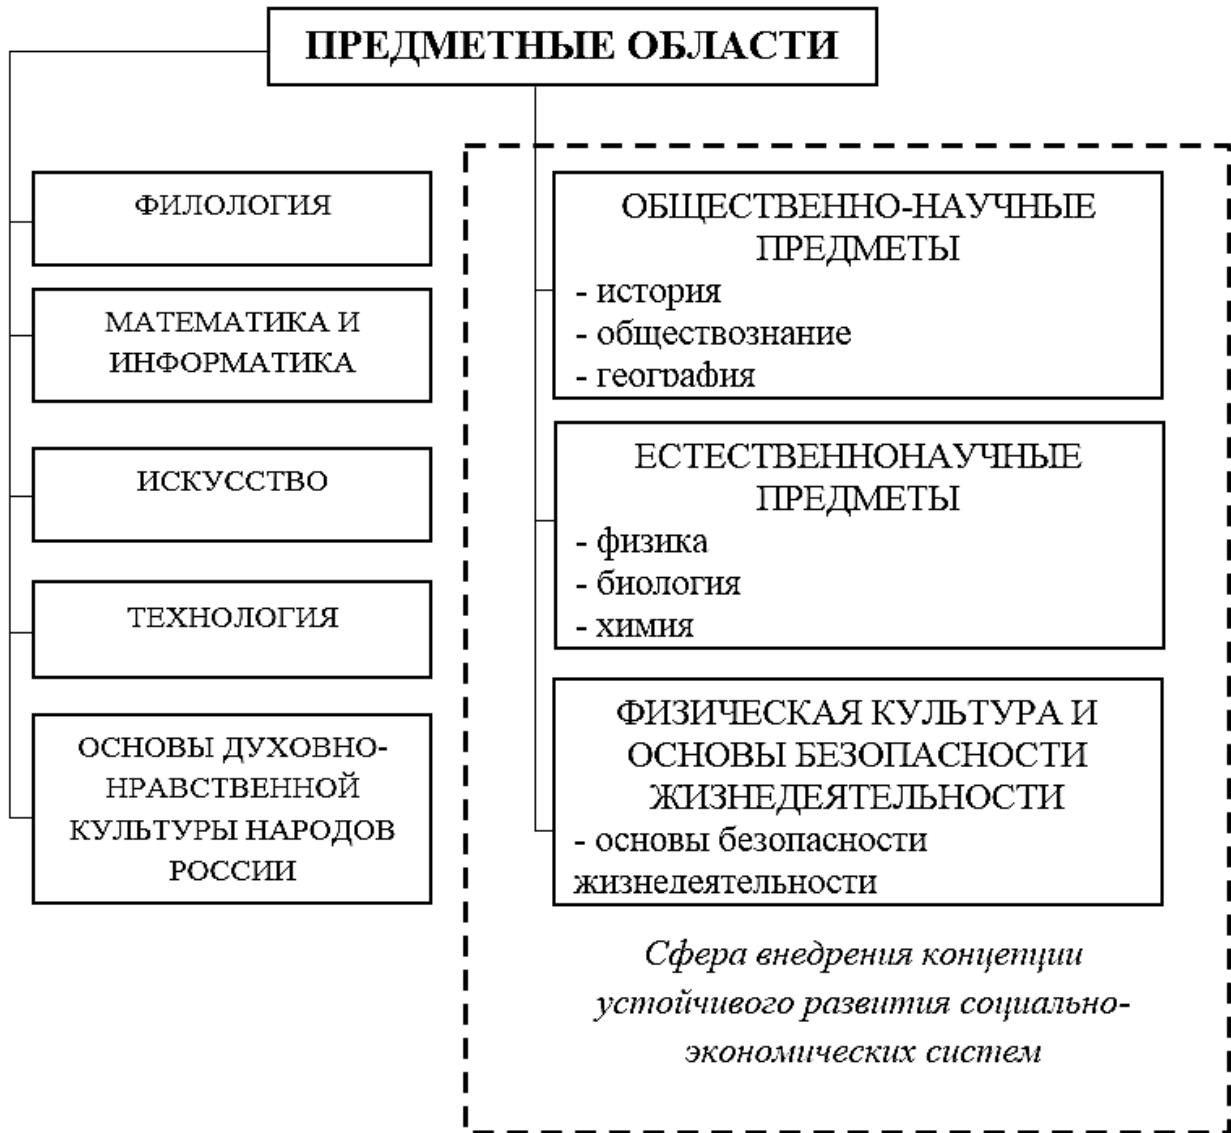 ПРЕДМЕТНЫЕ ОБЛАСТИ
ФИЛОЛОГИЯ
МАТЕМАТИКА И
ИНФОРМАТИКА
ИСКУССТВО
ТЕХНОЛОГИЯ
ОСНОВЫ ДУХОВНО-
НРАВСТВЕННОЙ
КУЛЬТУРЫ НАРОДОВ
РОССИИ
ОБЩЕСТВЕННО-НАУЧНЫЕ
ПРЕДМЕТЫ
- история
- обществознание
- география
ЕСТЕСТВЕННОНАУЧНЫЕ
ПРЕДМЕТЫ
- физика
- биология
- химия
ФИЗИЧЕСКАЯ КУЛЬТУРА И
ОСНОВЫ БЕЗОПАСНОСТИ
ЖИЗНЕДЕЯТЕЛЬНОСТИ
- основы безопасности
жизнедеятельности
Сфера внедрения концепции
устойчивого развития социально-
экономических систем